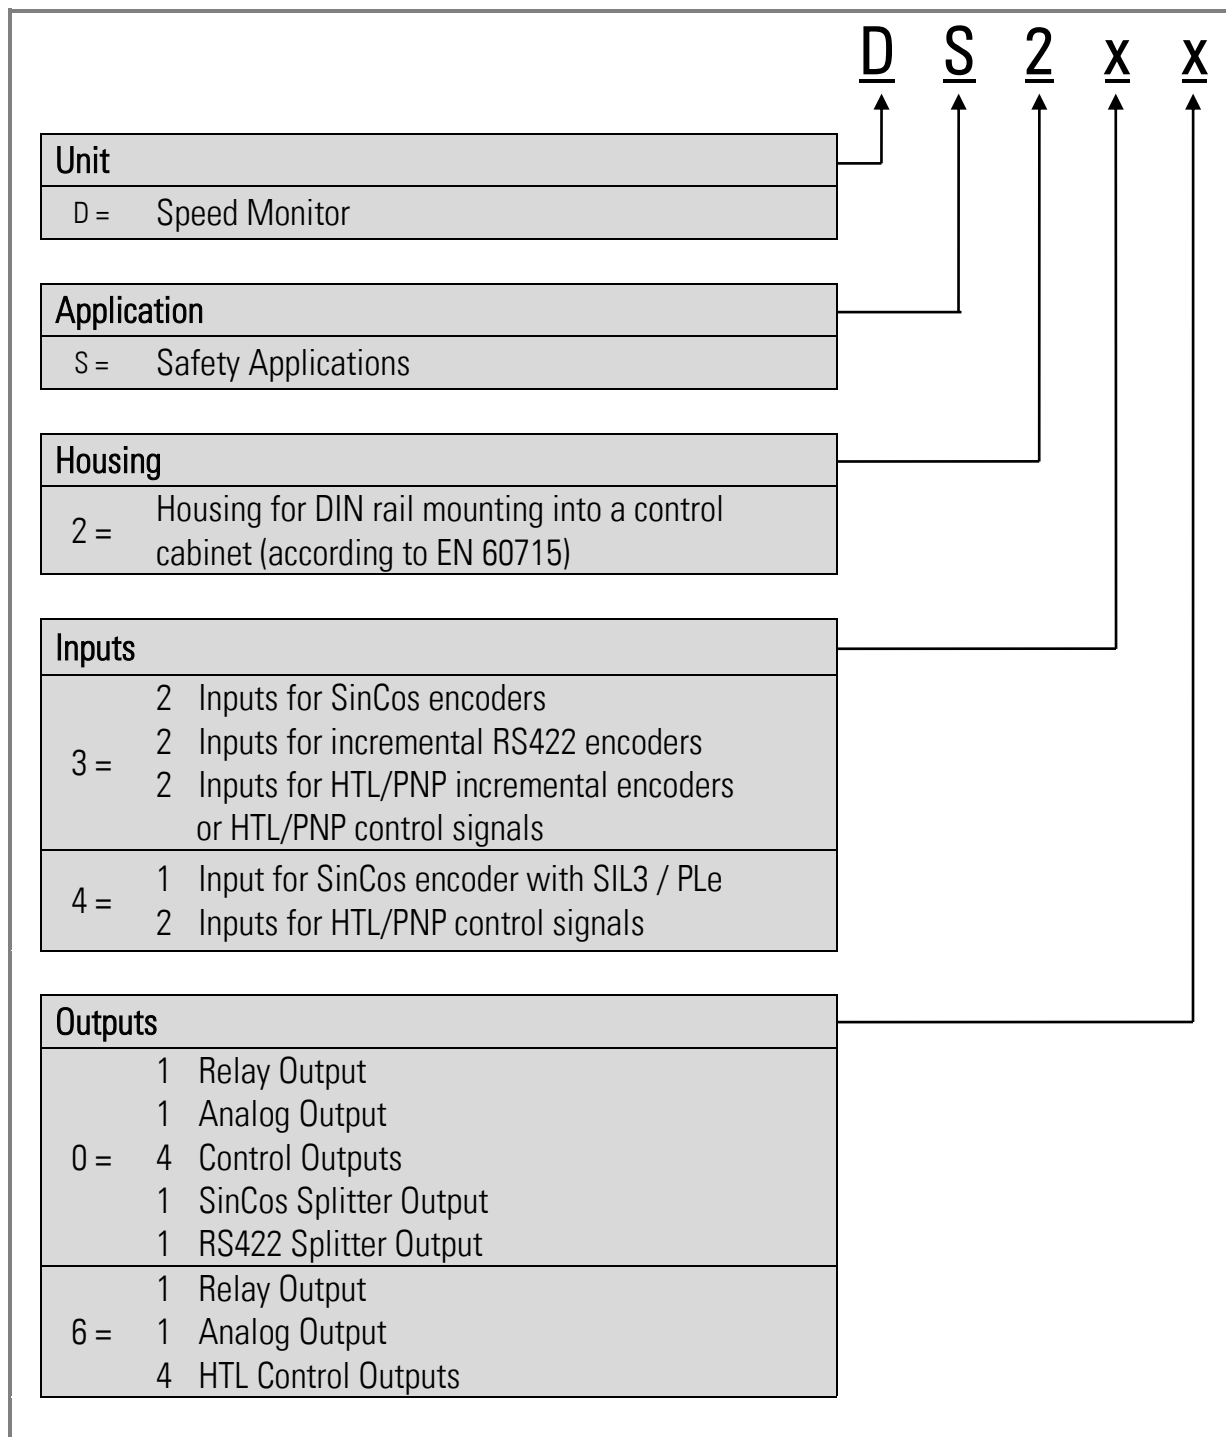 D S 2 x x
Unit
D = Speed Monitor
Application
S = Safety Applications
Housing
2 = Housing for DIN rail mounting into a control
cabinet (according to EN 60715)
Inputs
3 =
2 Inputs for SinCos encoders
2 Inputs for incremental RS422 encoders
2 Inputs for HTL/PNP incremental encoders
or HTL/PNP control signals
4 =
1 Input for SinCos encoder with SIL3 / PLe
2 Inputs for HTL/PNP control signals
Outputs
0 =
1 Relay Output
1 Analog Output
4 Control Outputs
1 SinCos Splitter Output
1 RS422 Splitter Output
6 =
1 Relay Output
1 Analog Output
4 HTL Control Outputs